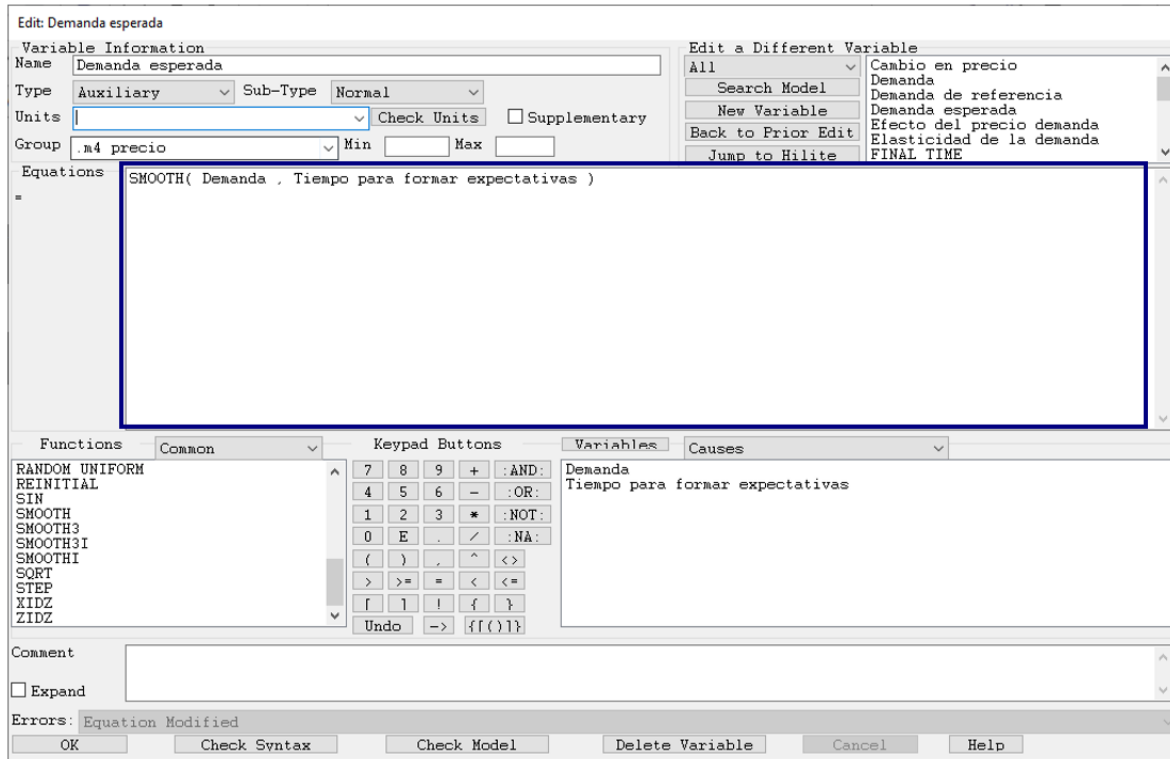 Edit: Demanda esperada
Variable Information
Name Demanda esperada
Type Auxiliary Sub-Type Normal
Units Check Units Supplementary
Group .m4 precio Min Max
Edit a Different Variable
All
Search Model
New Variable
Back to Prior Edit
Jump to Hilite
Cambio en precio
Demanda
Demanda de referencia
Demanda esperada
Efecto del precio demanda
Elasticidad de la demanda
FINAL TIME
Equations
=
SMOOTH( Demanda , Tiempo para formar expectativas )
Functions Common
RANDOM UNIFORM
REINITIAL
SIN
SMOOTH
SMOOTH3
SMOOTH3I
SMOOTHI
SQRT
STEP
XIDZ
ZIDZ
Keypad Buttons
7 8 9 + :AND:
4 5 6 - :OR:
1 2 3 * :NOT:
0 E . / :NA:
( ) , ^ <>
> >= = < <=
[ ] ! { }
Undo -> {[()]}
Variables Causes
Demanda
Tiempo para formar expectativas
Comment
Expand
Errors: Equation Modified
OK Check Syntax Check Model Delete Variable Cancel Help